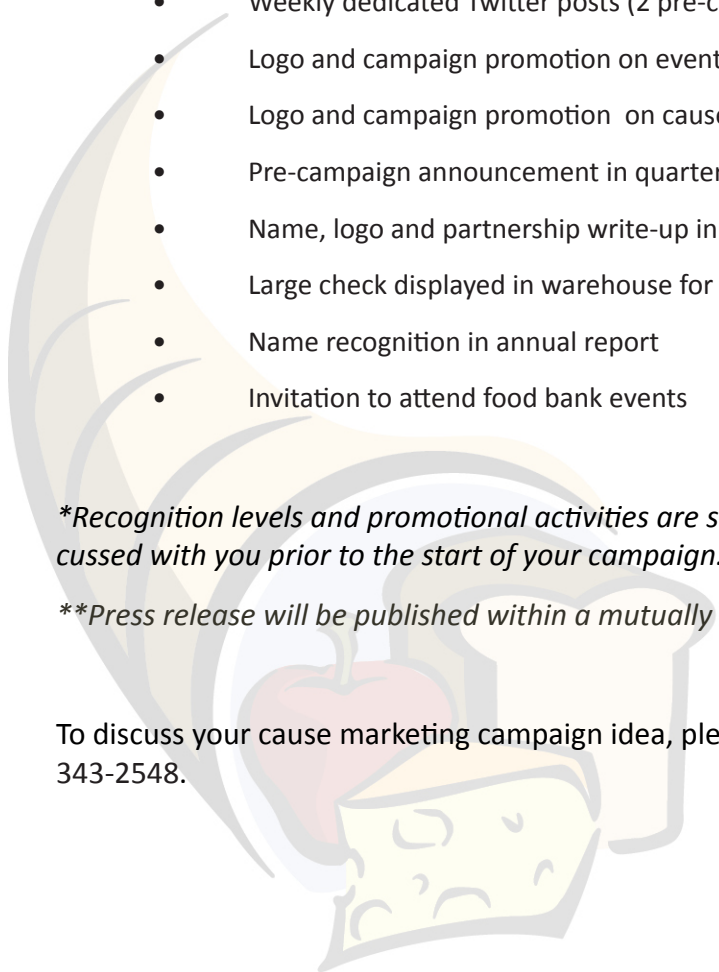 • Weekly dedicated Twitter posts (2 pre-c
• Logo and campaign promotion on event
• Logo and campaign promotion on cause
• Pre-campaign announcement in quarter
• Name, logo and partnership write-up in
• Large check displayed in warehouse for
• Name recognition in annual report
• Invitation to attend food bank events
*Recognition levels and promotional activities are s
cussed with you prior to the start of your campaign.
**Press release will be published within a mutually
To discuss your cause marketing campaign idea, ple
343-2548.